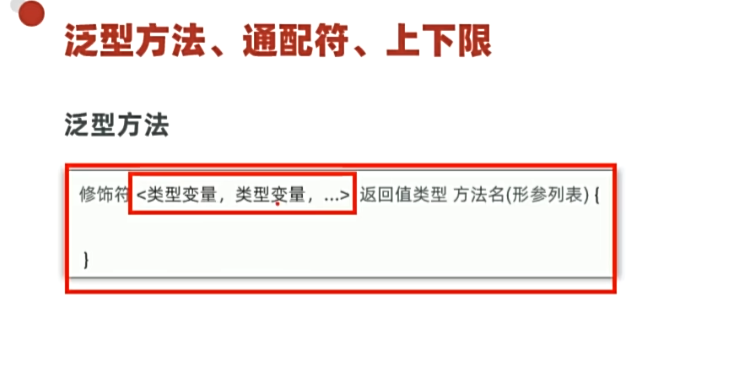 泛型方法、通配符、上下限
泛型方法
修饰符 <类型变量，类型变量，...> 返回值类型 方法名(形参列表) {
}